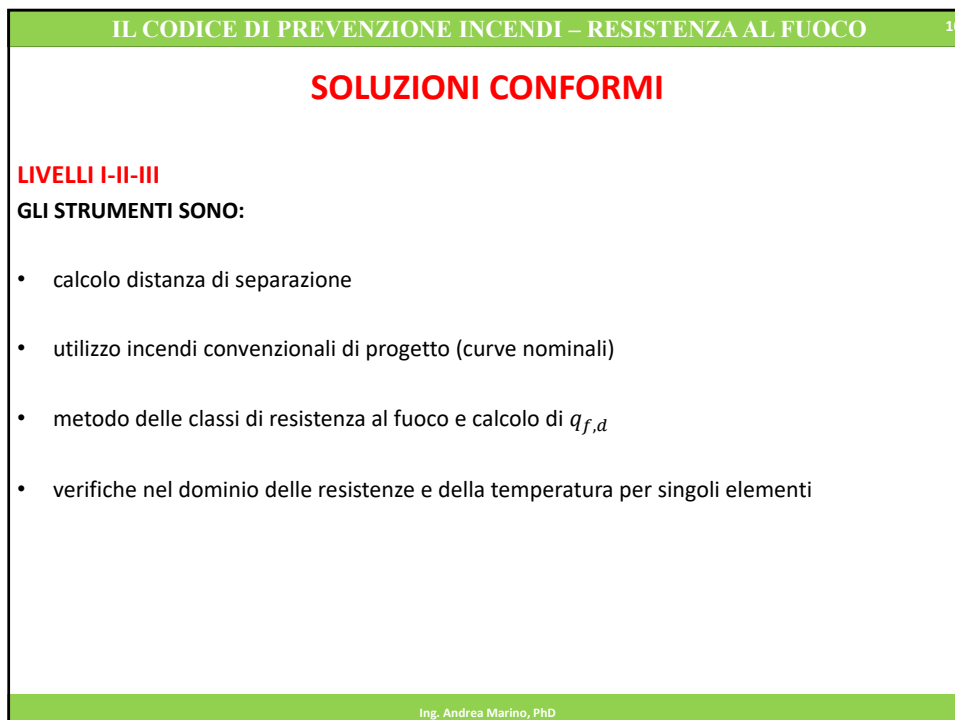 IL CODICE DI PREVENZIONE INCENDI – RESISTENZA AL FUOCO
SOLUZIONI CONFORMI
LIVELLI I-II-III
GLI STRUMENTI SONO:
• calcolo distanza di separazione
• utilizzo incendi convenzionali di progetto (curve nominali)
• metodo delle classi di resistenza al fuoco e calcolo di q_{f,d}
• verifiche nel dominio delle resistenze e della temperatura per singoli elementi
Ing. Andrea Marino, PhD